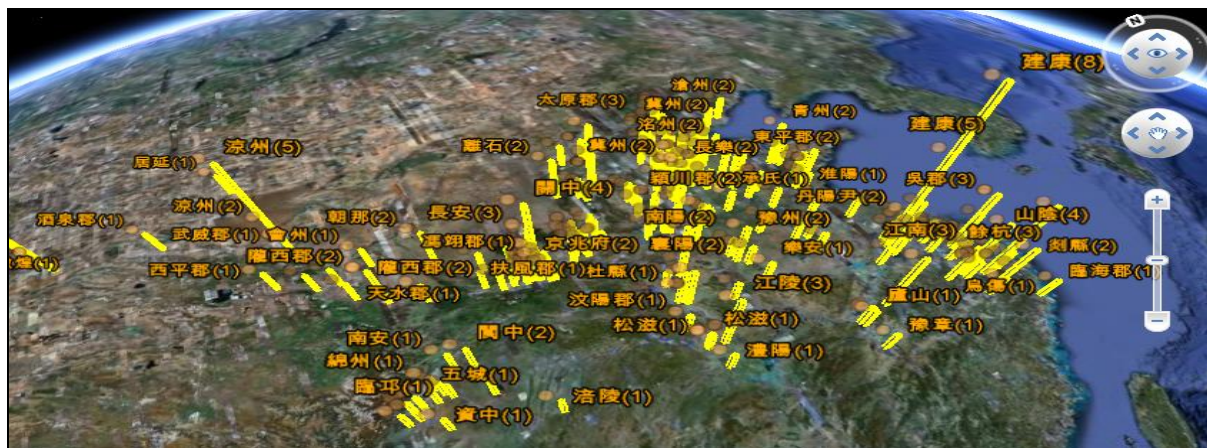 N
建康(8)
滄州(2)
太原郡(3)
冀州(2)
青州(2)
洺州(2)
建康(5)
東平郡(2)
離石(2)
冀州(2)
長樂(2)
涼州(5)
居延(1)
關中(4)
潁川郡(2)
承氏(1)
淮陽(1)
吳郡(3)
丹陽尹(2)
涼州(2)
朝那(2)
長安(3)
南陽(2)
豫州(2)
山陰(4)
酒泉郡(1)
武威郡(1)
會州(1)
馮翊郡(1)
京兆府(2)
襄陽(2)
樂安(1)
江南(3)
餘杭(3)
剡縣(2)
煌(1)
西平郡(1)
隴西郡(2)
隴西郡(2)
扶風郡(1)
杜縣(1)
臨海郡(1)
天水郡(1)
汶陽郡(1)
江陵(3)
廬山(1)
烏傷(1)
松滋(1)
松滋(1)
豫章(1)
南安(1)
閬中(2)
澧陽(1)
綿州(1)
五城(1)
臨邛(1)
資中(1)
涪陵(1)